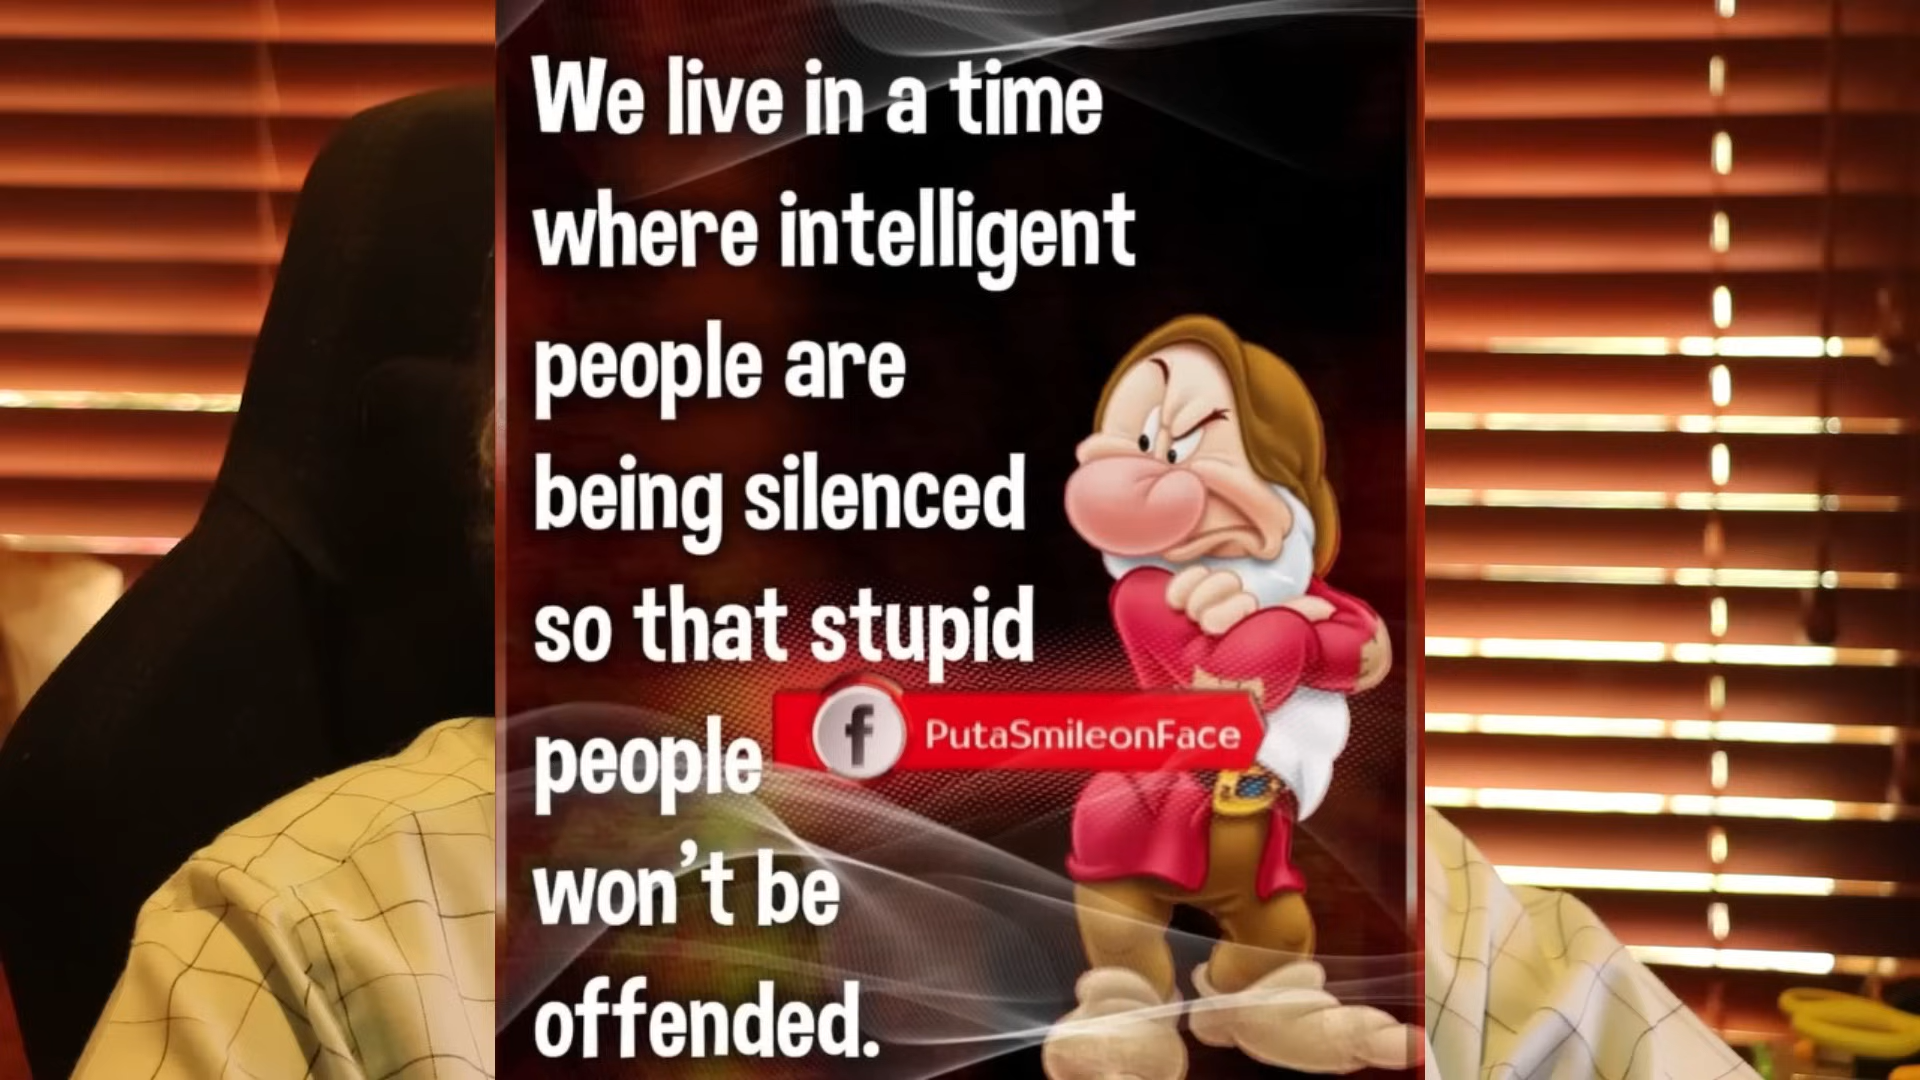 We live in a time
where intelligent
people are
being silenced
so that stupid
people
f PutaSmileonFace
won't be
offended.